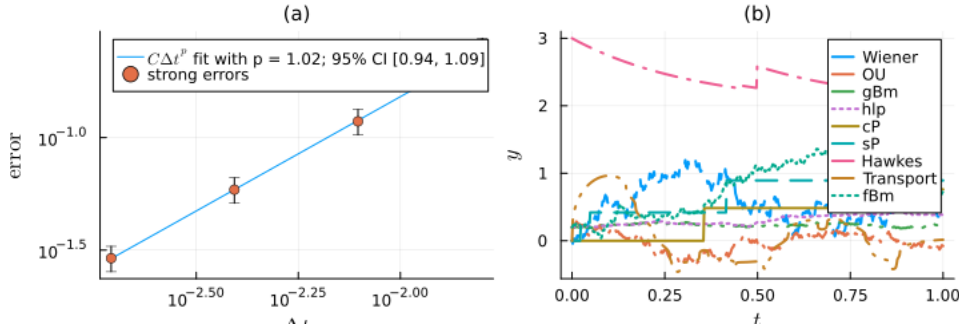 (a)
CΔt^p fit with p = 1.02; 95% CI [0.94, 1.09]
strong errors
error
10^-1.0
10^-1.5
10^-2.50
10^-2.25
10^-2.00
(b)
Wiener
OU
gBm
hlp
cP
sP
Hawkes
Transport
fBm
y
3
2
1
0
0.00
0.25
0.50
0.75
1.00
t